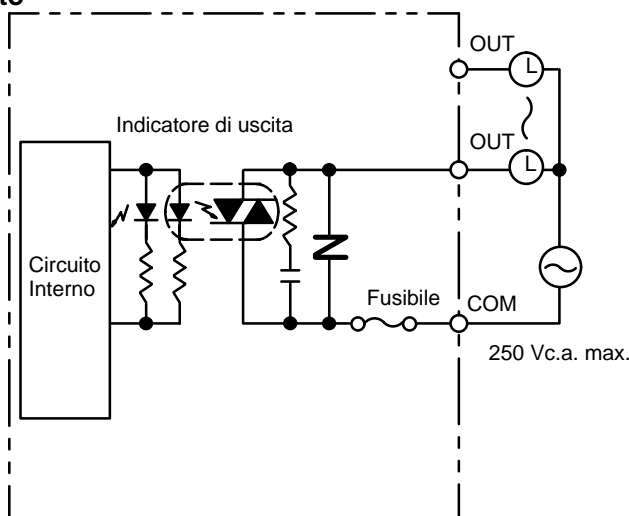 OUT
L
Indicatore di uscita
OUT
L
Circuito
Interno
Fusibile
COM
250 Vc.a. max.